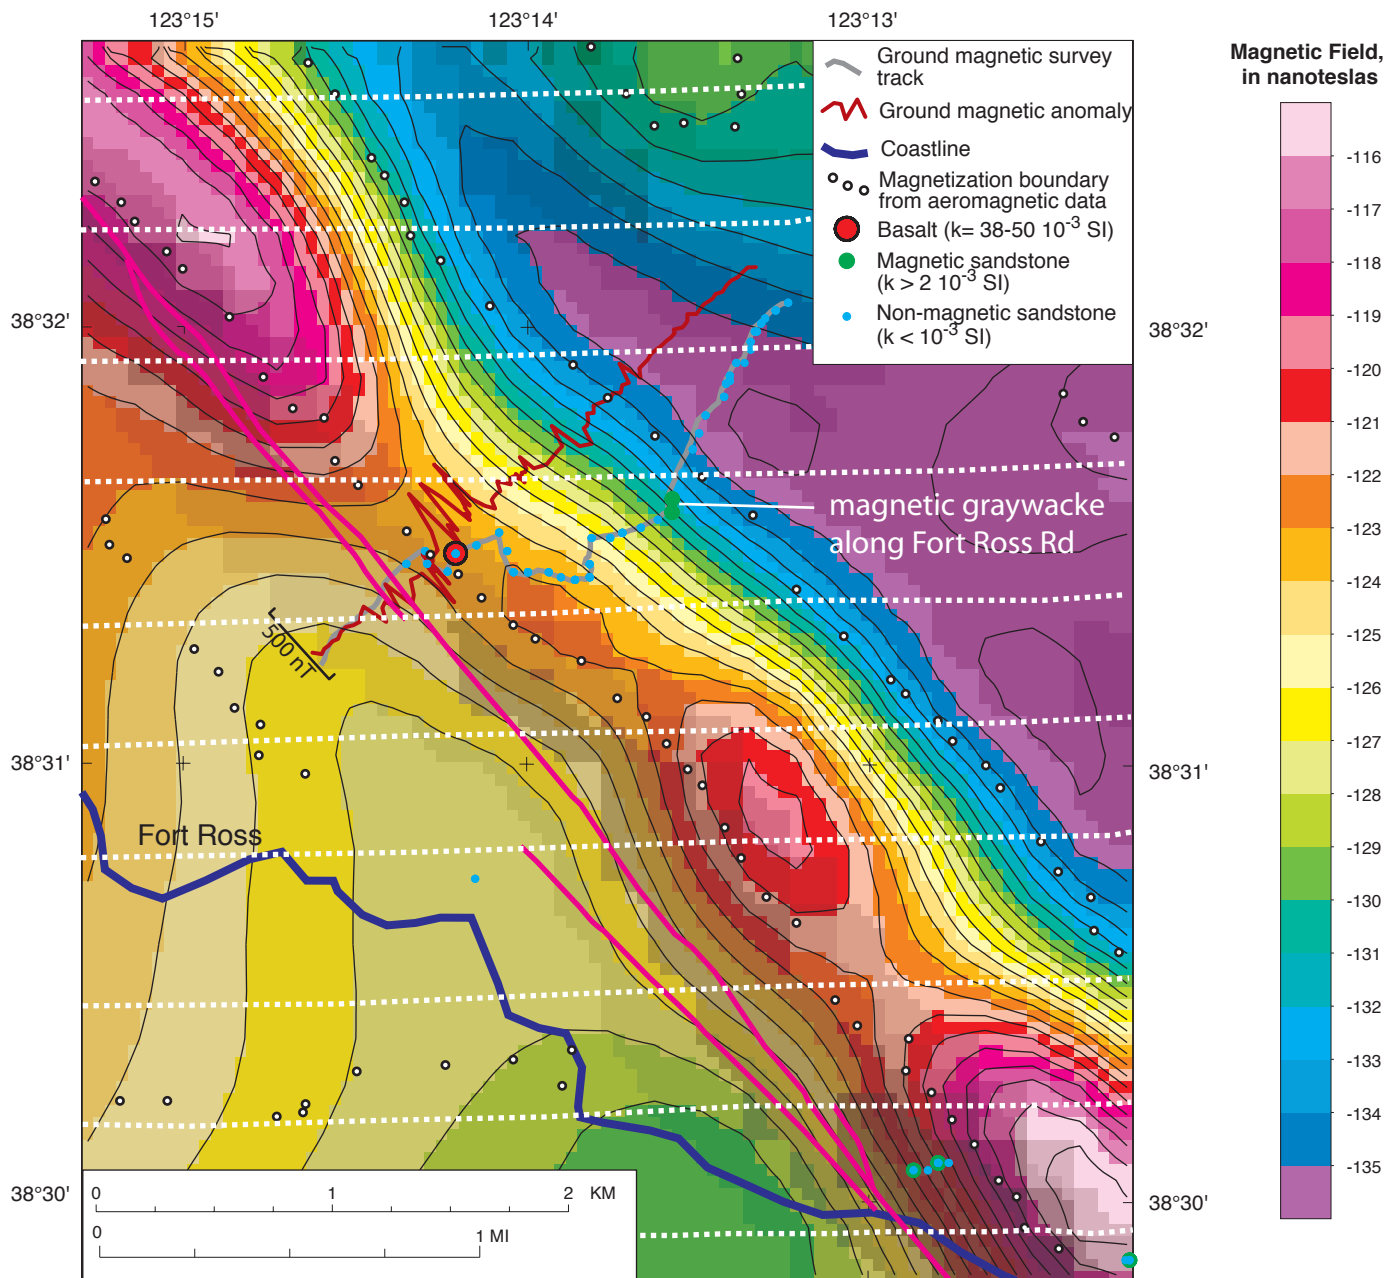 123°15'
123°14'
123°13'
Magnetic Field,
in nanoteslas
Ground magnetic survey
track
Ground magnetic anomaly
Coastline
Magnetization boundary
from aeromagnetic data
Basalt (k= 38-50 10-3 SI)
Magnetic sandstone
(k > 2 10-3 SI)
Non-magnetic sandstone
(k < 10-3 SI)
38°32'
38°32'
magnetic graywacke
along Fort Ross Rd
500 nT
38°31'
38°31'
Fort Ross
38°30'
38°30'
0 1 2 KM
0 1 MI
-116
-117
-118
-119
-120
-121
-122
-123
-124
-125
-126
-127
-128
-129
-130
-131
-132
-133
-134
-135